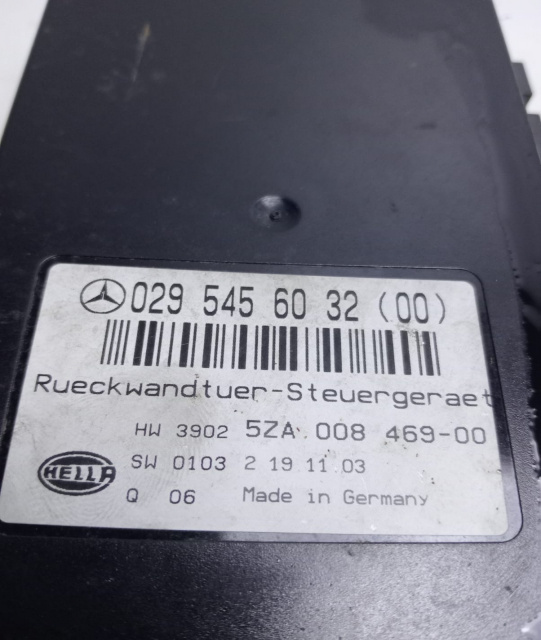 029 545 60 32 (00)
Rueckwandtuer-Steuergeraet
HW 3902 5ZA 008 469-00
HELLA
SW 0103 2 19 11 03
Q 06 Made in Germany